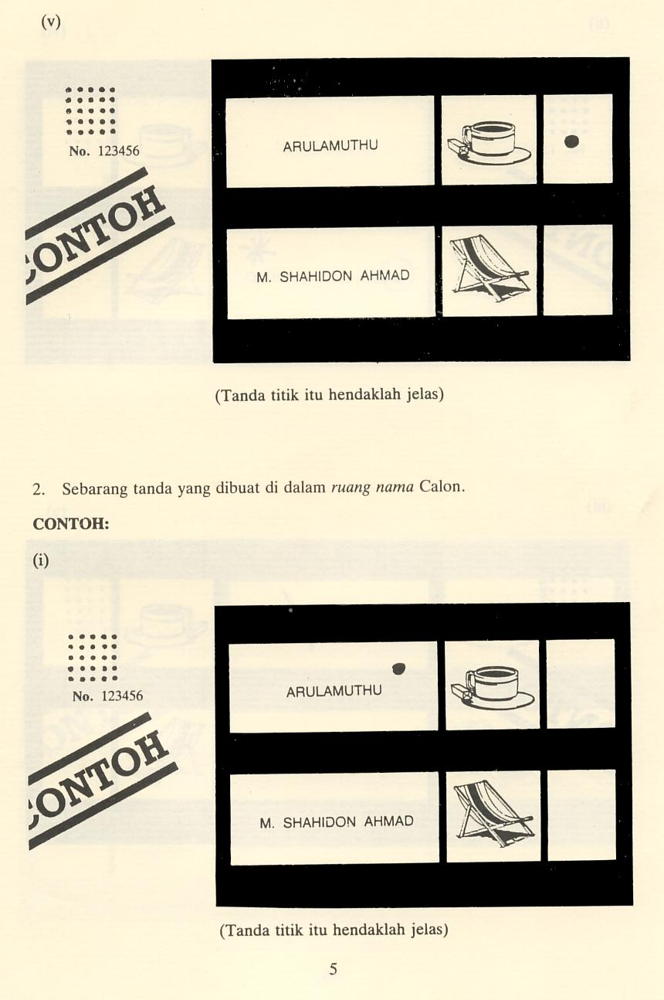 (v)
No. 123456
CONTOH
ARULAMUTHU
M. SHAHIDON AHMAD
(Tanda titik itu hendaklah jelas)
2. Sebarang tanda yang dibuat di dalam ruang nama Calon.
CONTOH:
(i)
No. 123456
CONTOH
ARULAMUTHU
M. SHAHIDON AHMAD
(Tanda titik itu hendaklah jelas)
5